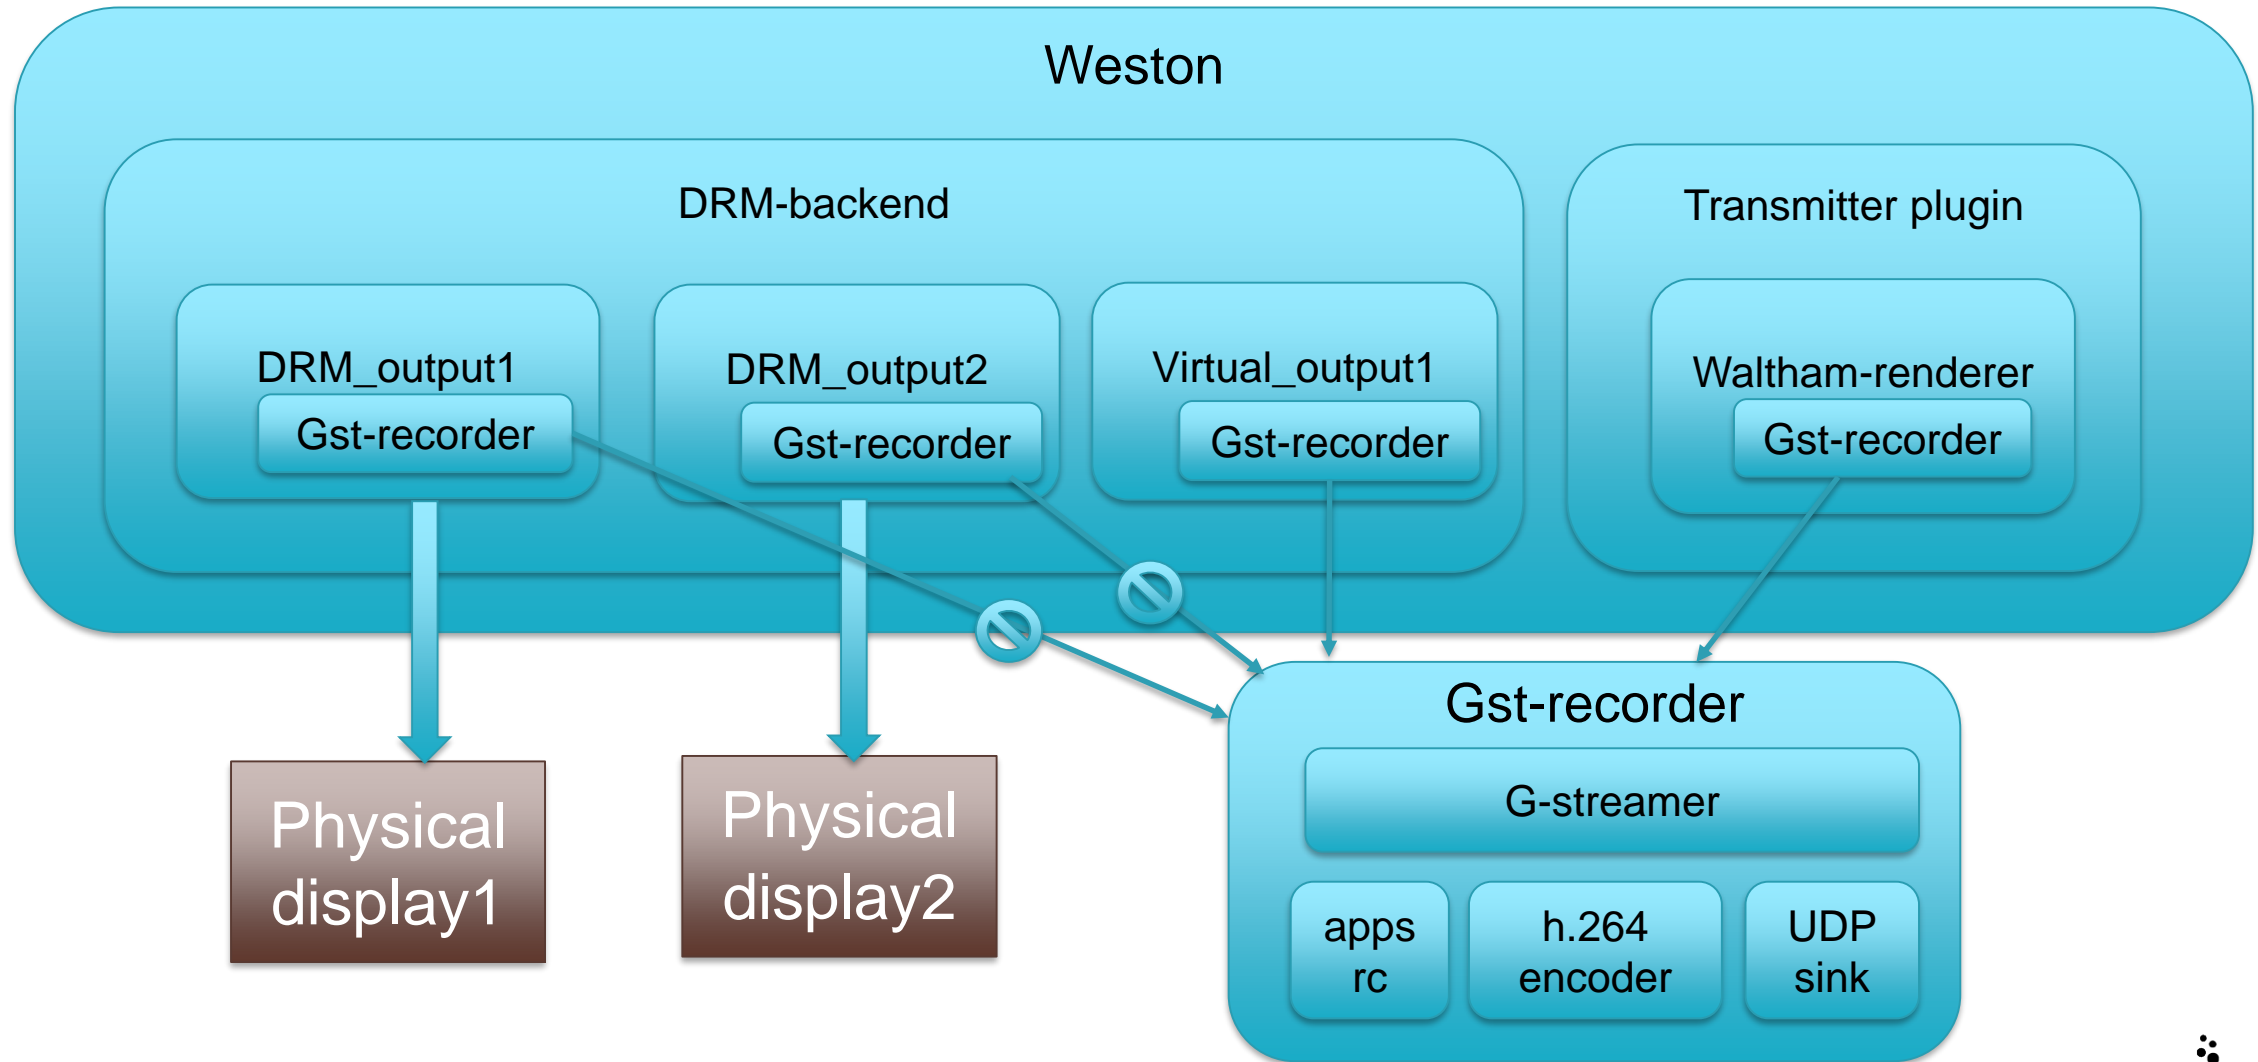 Weston
DRM-backend
Transmitter plugin
DRM_output1
Gst-recorder
DRM_output2
Gst-recorder
Virtual_output1
Gst-recorder
Waltham-renderer
Gst-recorder
Physical
display1
Physical
display2
Gst-recorder
G-streamer
apps
rc
h.264
encoder
UDP
sink